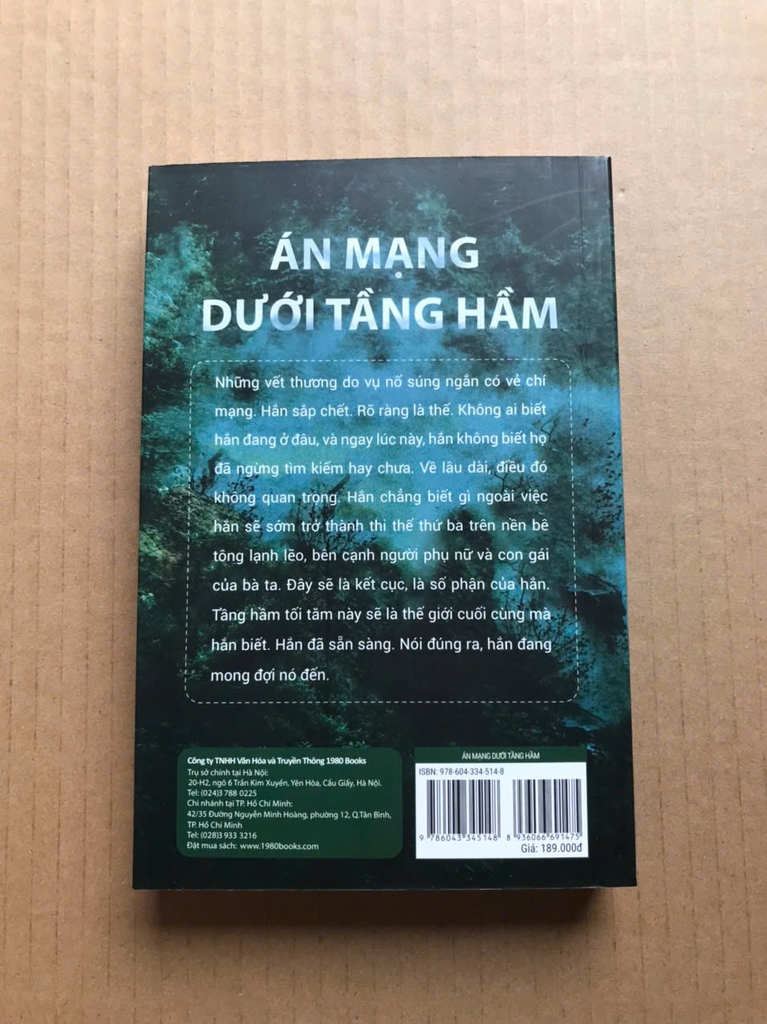 ÁN MẠNG
DƯỚI TẦNG HẦM
Những vết thương do vụ nổ súng ngắn có vẻ chí
mạng. Hắn sắp chết. Rõ ràng là thế. Không ai biết
hắn đang ở đâu, và ngay lúc này, hắn không biết họ
đã ngừng tìm kiếm hay chưa. Về lâu dài, điều đó
không quan trọng. Hắn chẳng biết gì ngoài việc
hắn sẽ sớm trở thành thi thể thứ ba trên nền bê
tông lạnh lẽo, bên cạnh người phụ nữ và con gái
của bà ta. Đây sẽ là kết cục, là số phận của hắn.
Tầng hầm tối tăm này sẽ là thế giới cuối cùng mà
hắn biết. Hắn đã sẵn sàng. Nói đúng ra, hắn đang
mong đợi nó đến.
Công ty TNHH Văn Hóa và Truyền Thông 1980 Books
Trụ sở chính tại Hà Nội:
20-H2, ngõ 6 Trần Kim Xuyến, Yên Hòa, Cầu Giấy, Hà Nội.
Tel: (024)3 788 0225
Chi nhánh tại TP. Hồ Chí Minh:
42/35 Đường Nguyễn Minh Hoàng, phường 12, Q.Tân Bình,
TP. Hồ Chí Minh
Tel: (028)3 933 3216
Đặt mua sách: www.1980books.com
ÁN MẠNG DƯỚI TẦNG HẦM
ISBN: 978-604-334-514-8
9 786043 345148 8 936066 691475
Giá: 189.000đ